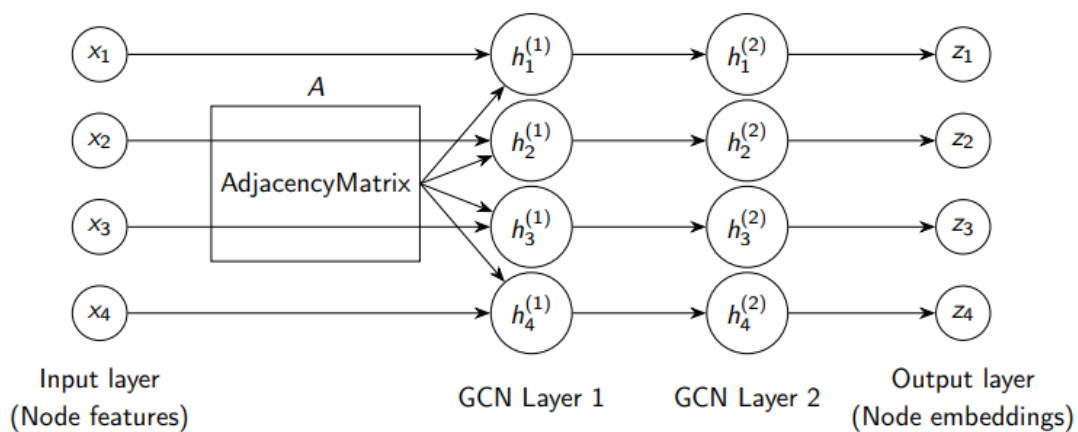 x₁ h₁⁽¹⁾ h₁⁽²⁾ z₁
A
x₂ h₂⁽¹⁾ h₂⁽²⁾ z₂
AdjacencyMatrix
x₃ h₃⁽¹⁾ h₃⁽²⁾ z₃
x₄ h₄⁽¹⁾ h₄⁽²⁾ z₄
Input layer
(Node features)
GCN Layer 1
GCN Layer 2
Output layer
(Node embeddings)